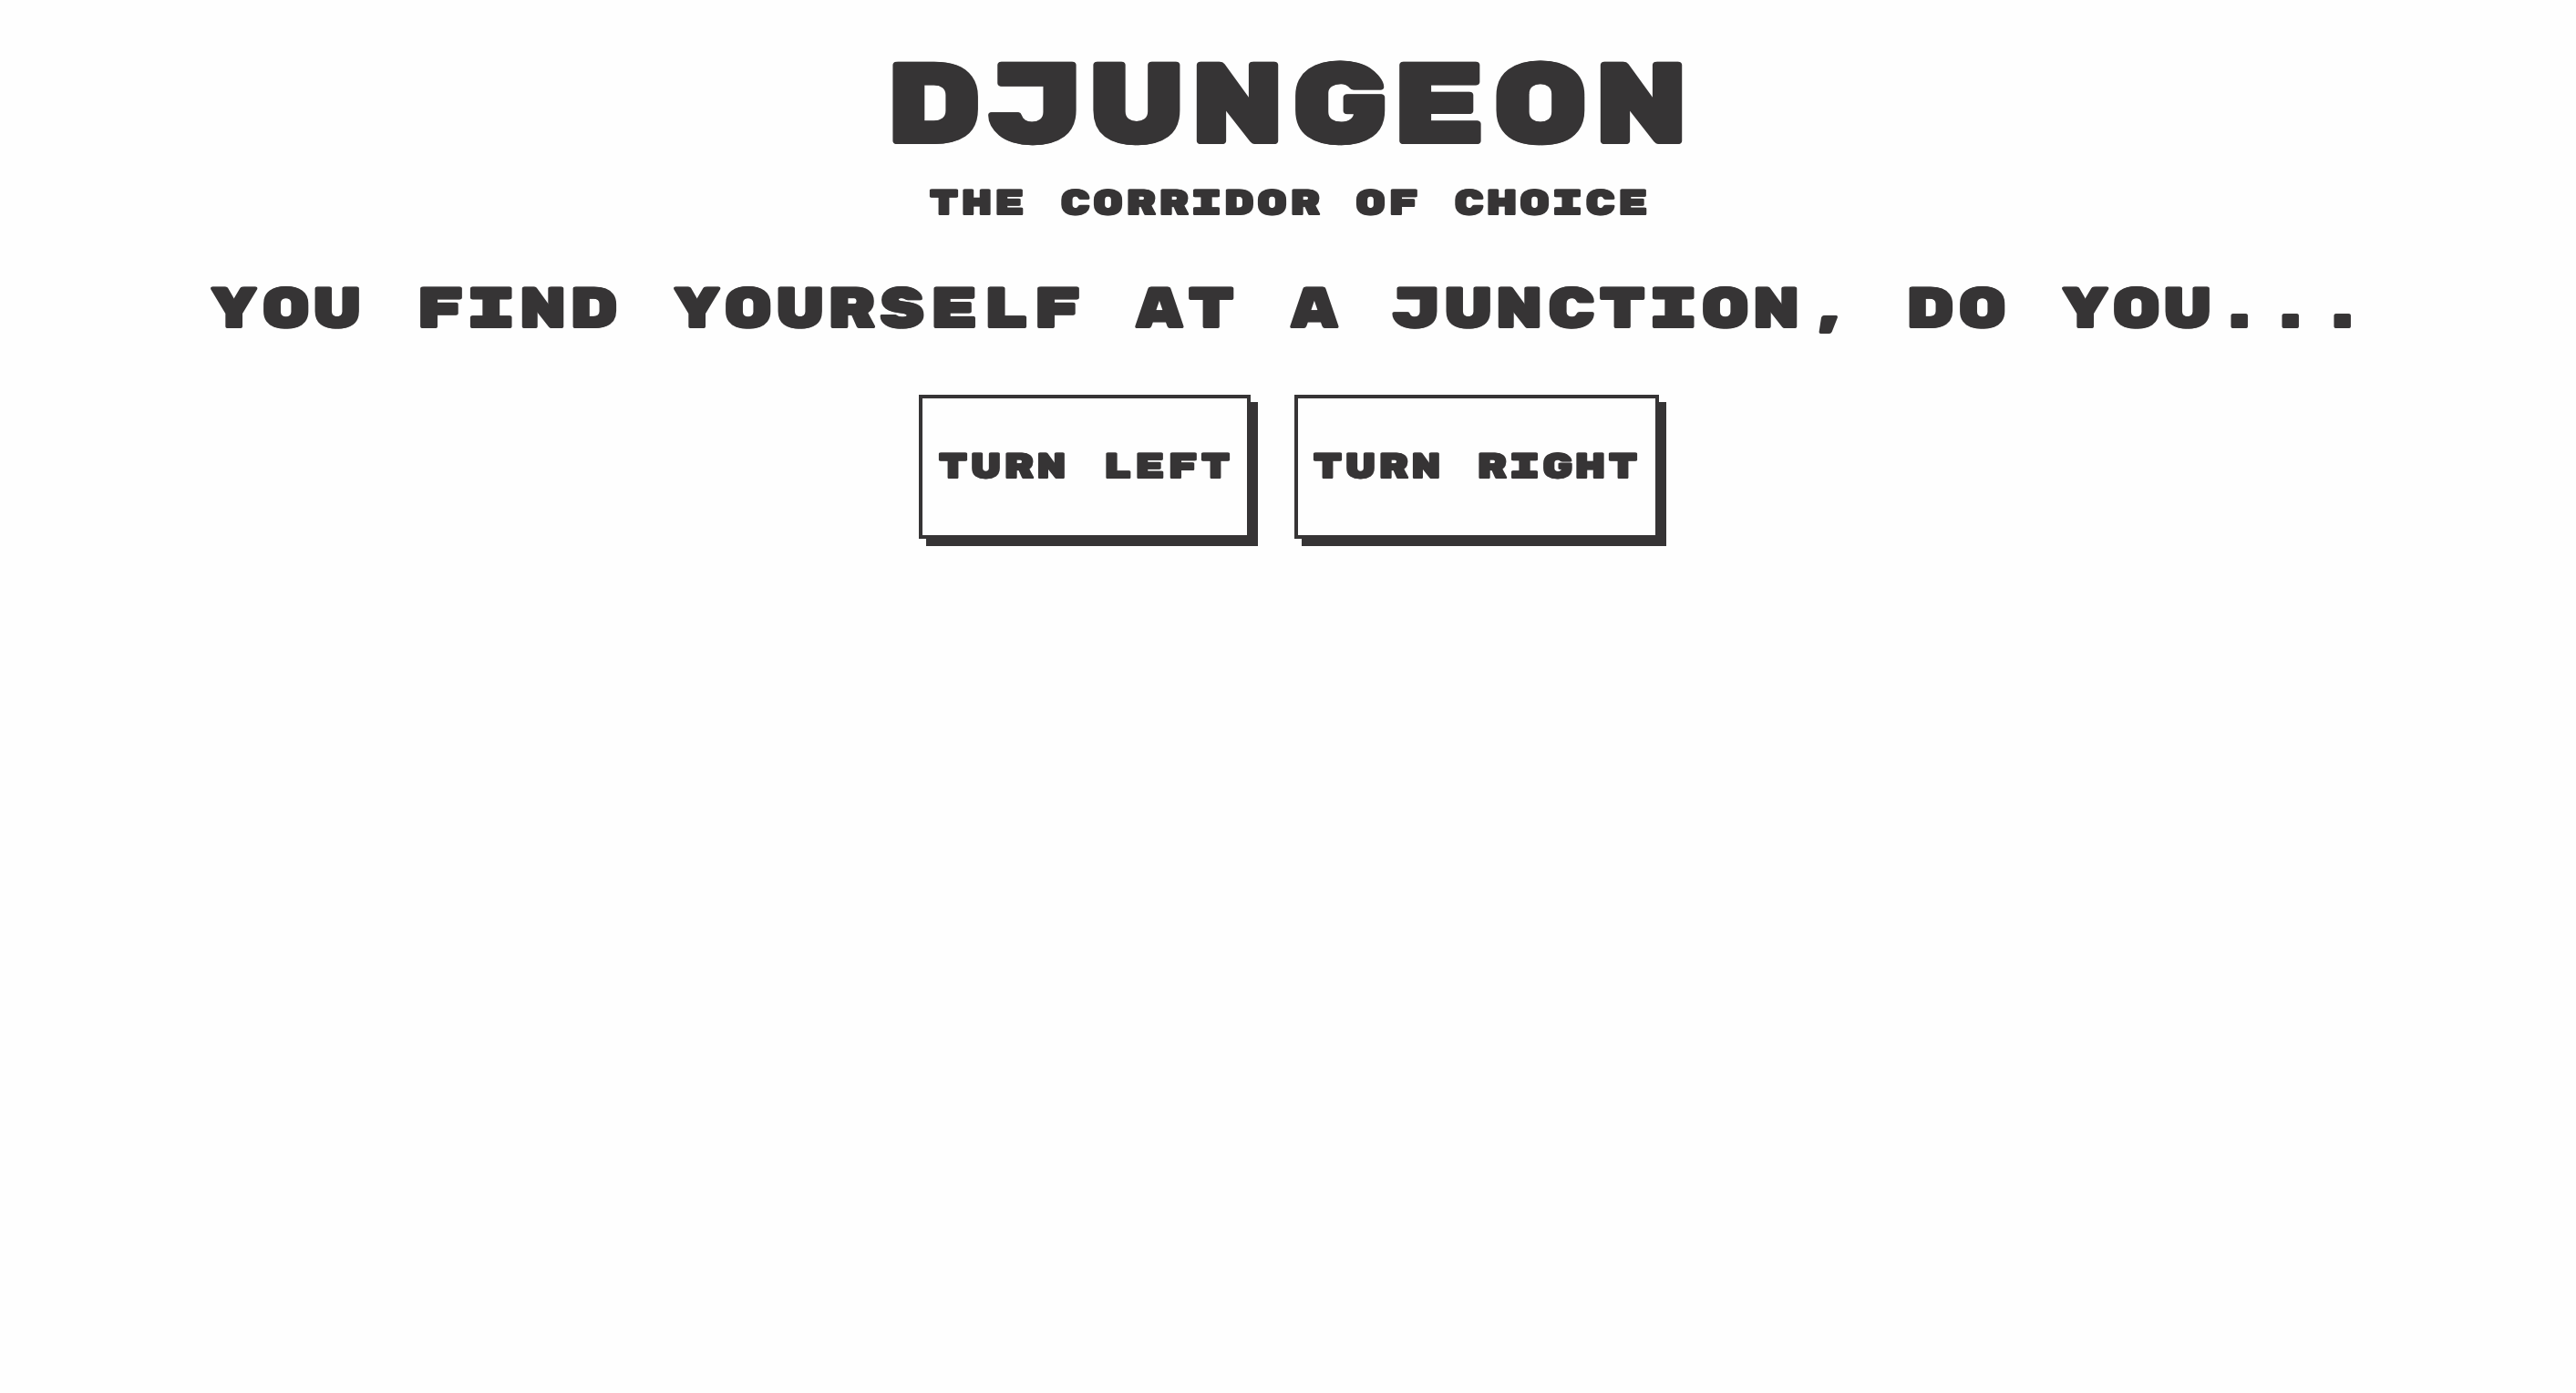 DJUNGEON
THE CORRIDOR OF CHOICE
YOU FIND YOURSELF AT A JUNCTION, DO YOU...
TURN LEFT
TURN RIGHT